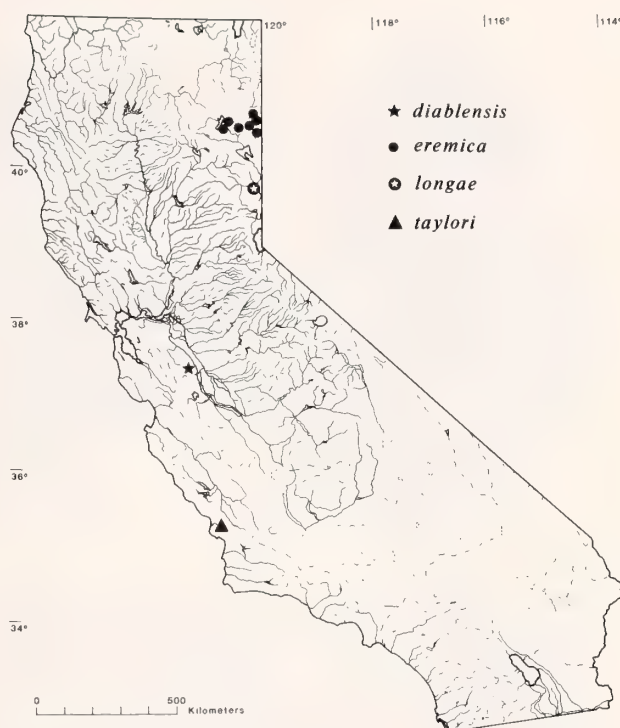 120°
118°
116°
114°
★ diablensis
● eremica
✪ longae
▲ taylori
40°
38°
36°
34°
0 500
Kilometers